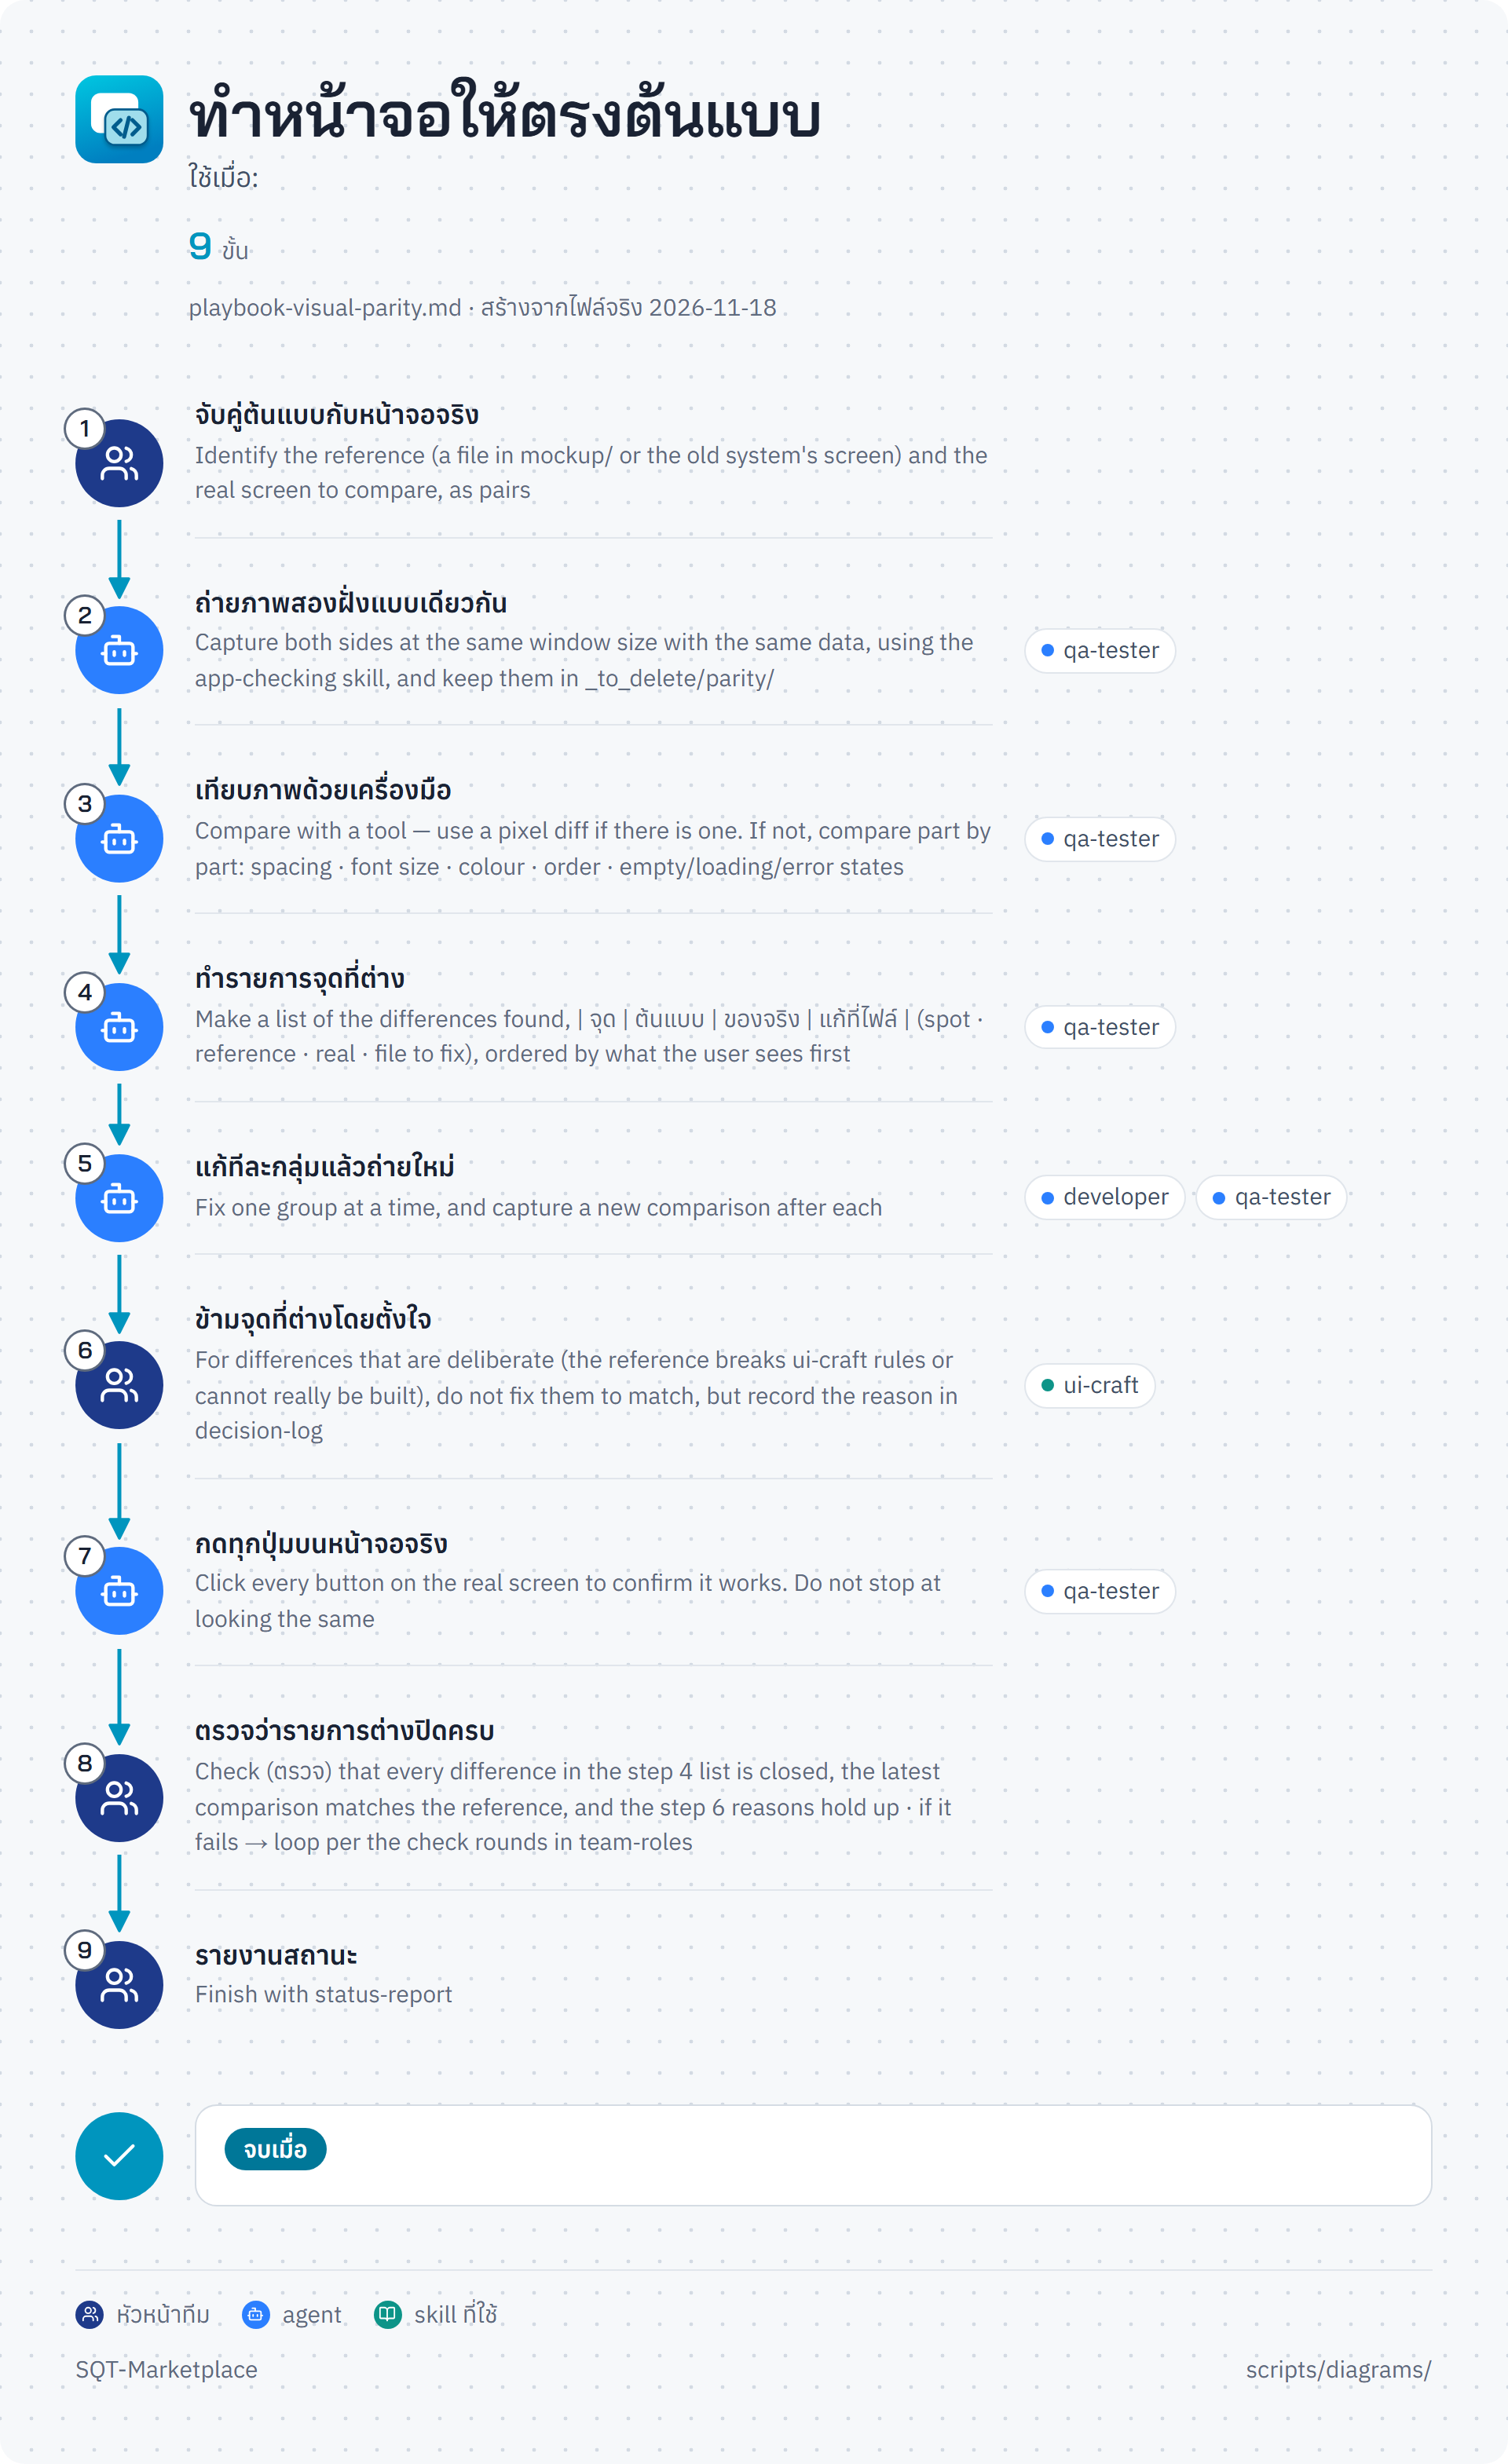 </>
ทำหน้าจอให้ตรงต้นแบบ
ใช้เมื่อ:
9 ขั้น
playbook-visual-parity.md · สร้างจากไฟล์จริง 2026-11-18
1
จับคู่ต้นแบบกับหน้าจอจริง
Identify the reference (a file in mockup/ or the old system's screen) and the
real screen to compare, as pairs
2
ถ่ายภาพสองฝั่งแบบเดียวกัน
Capture both sides at the same window size with the same data, using the
app-checking skill, and keep them in _to_delete/parity/
qa-tester
3
เทียบภาพด้วยเครื่องมือ
Compare with a tool — use a pixel diff if there is one. If not, compare part by
part: spacing · font size · colour · order · empty/loading/error states
qa-tester
4
ทำรายการจุดที่ต่าง
Make a list of the differences found, | จุด | ต้นแบบ | ของจริง | แก้ที่ไฟล์ | (spot ·
reference · real · file to fix), ordered by what the user sees first
qa-tester
5
แก้ทีละกลุ่มแล้วถ่ายใหม่
Fix one group at a time, and capture a new comparison after each
developer qa-tester
6
ข้ามจุดที่ต่างโดยตั้งใจ
For differences that are deliberate (the reference breaks ui-craft rules or
cannot really be built), do not fix them to match, but record the reason in
decision-log
ui-craft
7
กดทุกปุ่มบนหน้าจอจริง
Click every button on the real screen to confirm it works. Do not stop at
looking the same
qa-tester
8
ตรวจว่ารายการต่างปิดครบ
Check (ตรวจ) that every difference in the step 4 list is closed, the latest
comparison matches the reference, and the step 6 reasons hold up · if it
fails → loop per the check rounds in team-roles
9
รายงานสถานะ
Finish with status-report
จบเมื่อ
หัวหน้าทีม agent skill ที่ใช้
SQT-Marketplace scripts/diagrams/